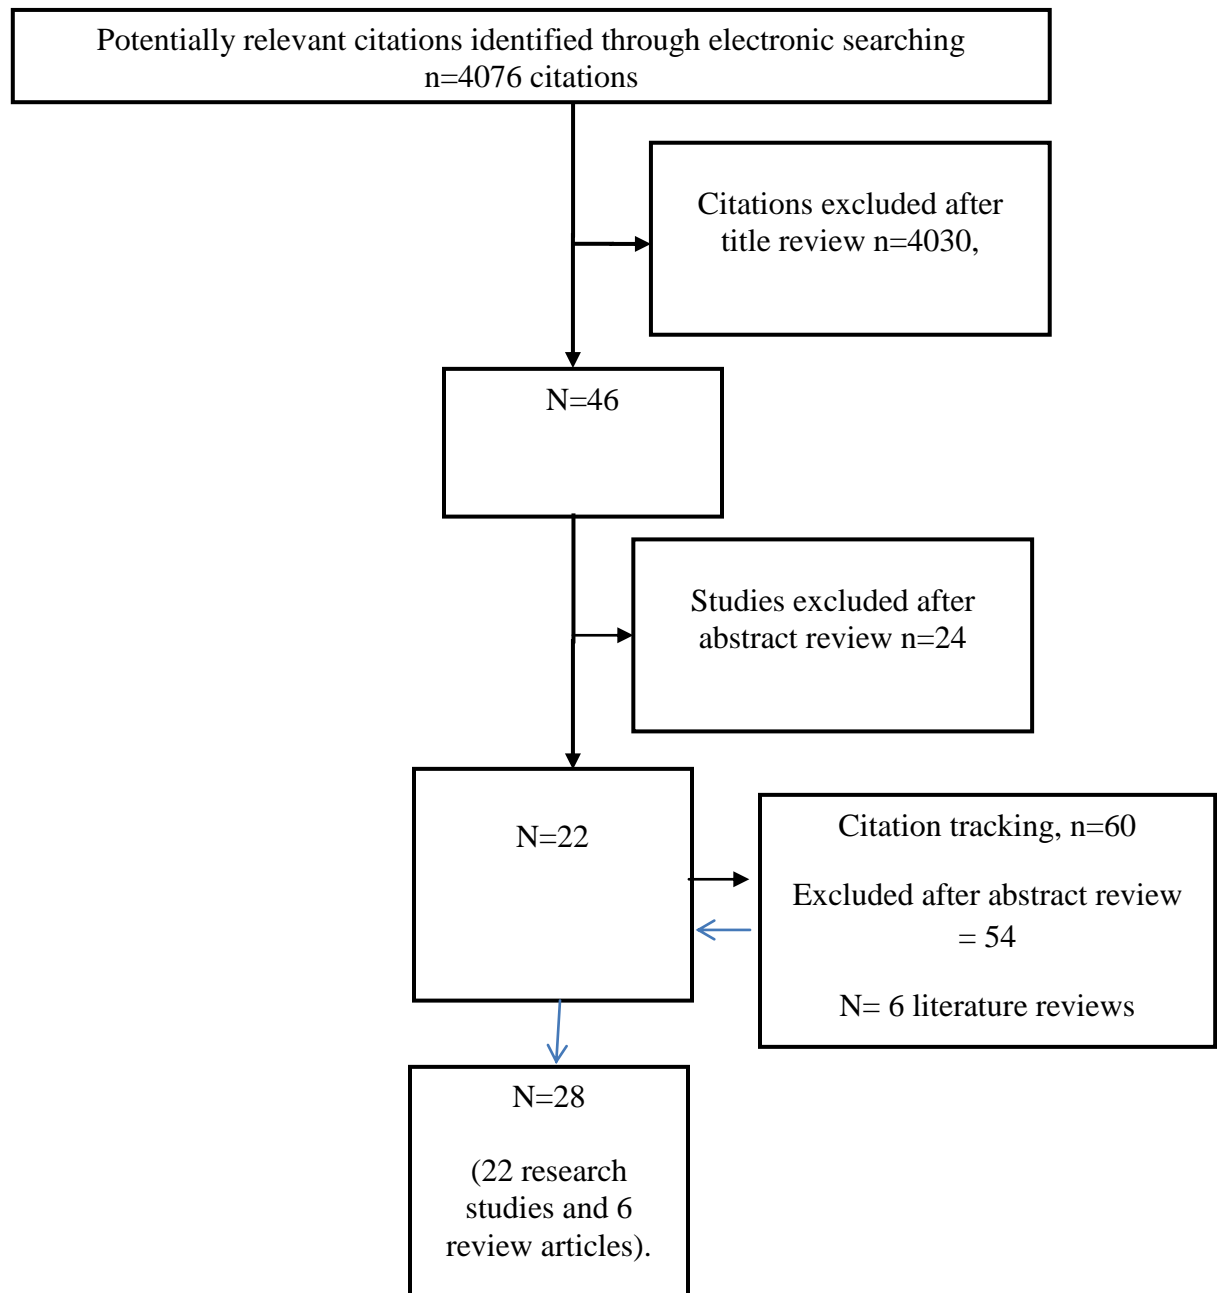 Potentially relevant citations identified through electronic searching
n=4076 citations
Citations excluded after
title review n=4030,
N=46
Studies excluded after
abstract review n=24
N=22
Citation tracking, n=60
Excluded after abstract review
= 54
N= 6 literature reviews
N=28
(22 research
studies and 6
review articles).